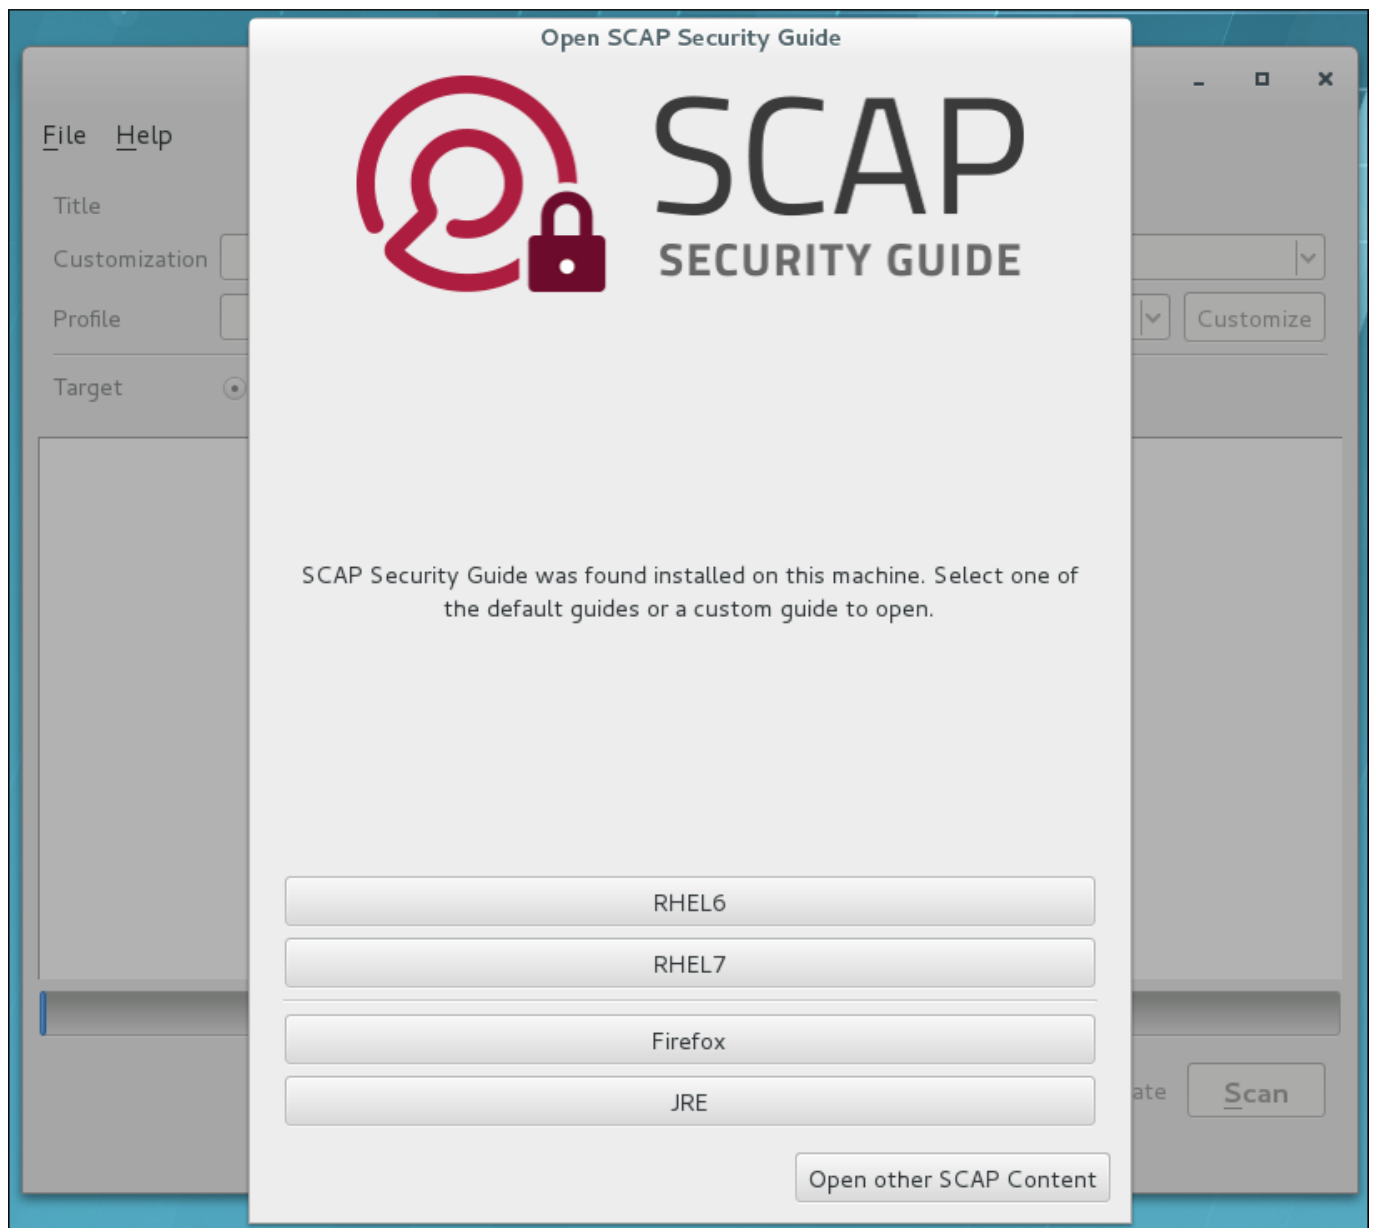 Open SCAP Security Guide
SCAP
SECURITY GUIDE
File Help
Title
Customization
Profile
Customize
Target
SCAP Security Guide was found installed on this machine. Select one of
the default guides or a custom guide to open.
RHEL6
RHEL7
Firefox
JRE
Scan
Open other SCAP Content